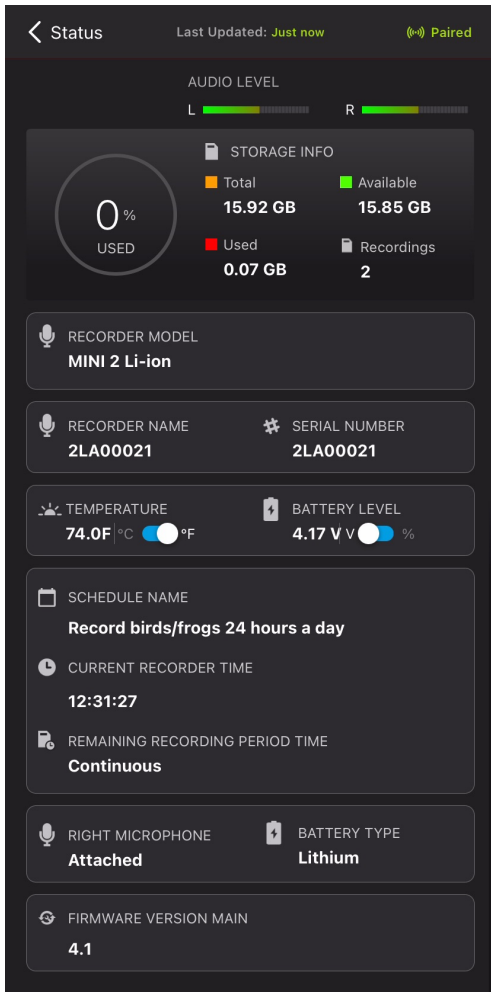 Status
Last Updated: Just now
Paired
AUDIO LEVEL
L
R
STORAGE INFO
Total
Available
15.92 GB
15.85 GB
0 %
USED
Used
Recordings
0.07 GB
2
RECORDER MODEL
MINI 2 Li-ion
RECORDER NAME
SERIAL NUMBER
2LA00021
2LA00021
TEMPERATURE
BATTERY LEVEL
74.0F °C °F
4.17 V V %
SCHEDULE NAME
Record birds/frogs 24 hours a day
CURRENT RECORDER TIME
12:31:27
REMAINING RECORDING PERIOD TIME
Continuous
RIGHT MICROPHONE
BATTERY TYPE
Attached
Lithium
FIRMWARE VERSION MAIN
4.1